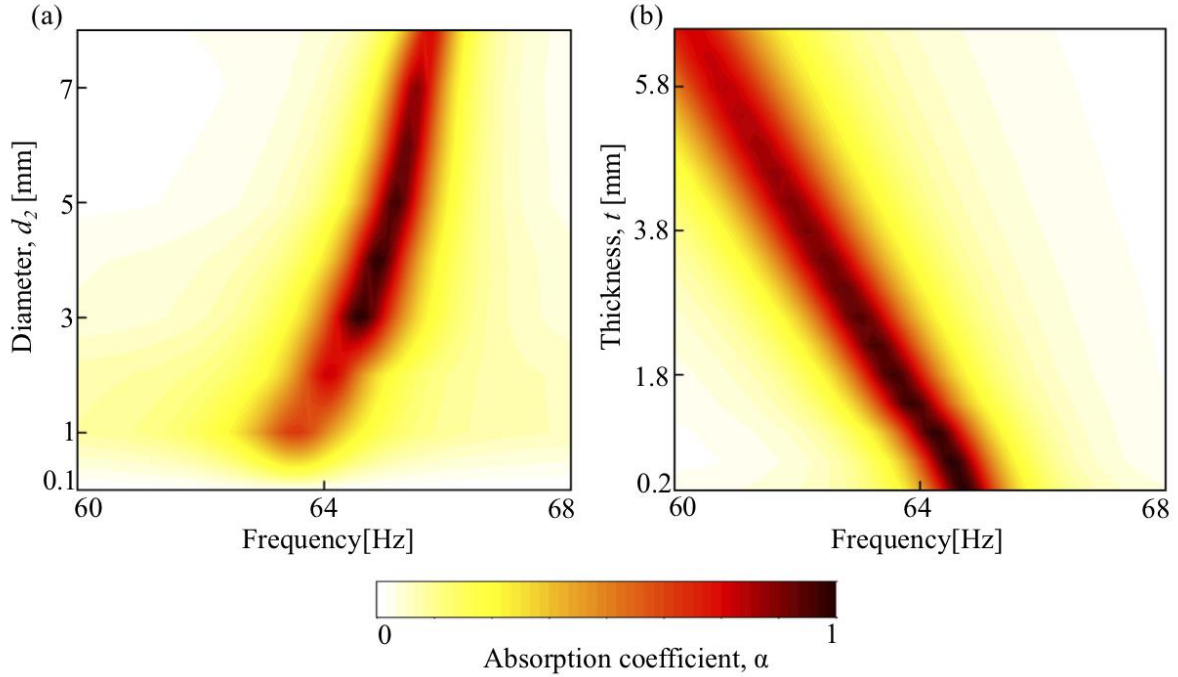 (a)
(b)
7
5
3
1
0.1
Diameter, d₂ [mm]
60
64
68
Frequency[Hz]
5.8
3.8
1.8
0.2
Thickness, t [mm]
60
64
68
Frequency[Hz]
0
1
Absorption coefficient, α